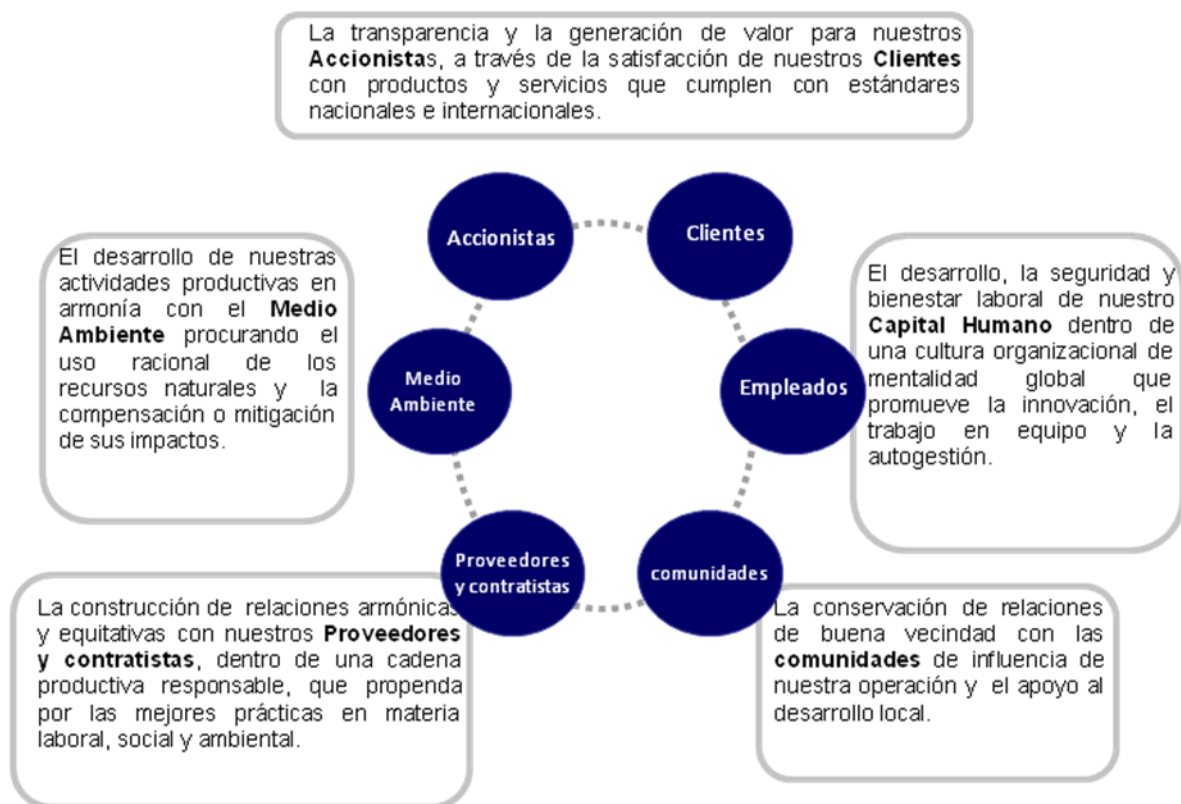 La transparencia y la generación de valor para nuestros
Accionistas, a través de la satisfacción de nuestros Clientes
con productos y servicios que cumplen con estándares
nacionales e internacionales.
Accionistas
Clientes
El desarrollo de nuestras
actividades productivas en
armonía con el Medio
Ambiente procurando el
uso racional de los
recursos naturales y la
compensación o mitigación
de sus impactos.
Medio
Ambiente
Empleados
El desarrollo, la seguridad y
bienestar laboral de nuestro
Capital Humano dentro de
una cultura organizacional de
mentalidad global que
promueve la innovación, el
trabajo en equipo y la
autogestión.
Proveedores
y contratistas
comunidades
La construcción de relaciones armónicas
y equitativas con nuestros Proveedores
y contratistas, dentro de una cadena
productiva responsable, que propenda
por las mejores prácticas en materia
laboral, social y ambiental.
La conservación de relaciones
de buena vecindad con las
comunidades de influencia de
nuestra operación y el apoyo al
desarrollo local.